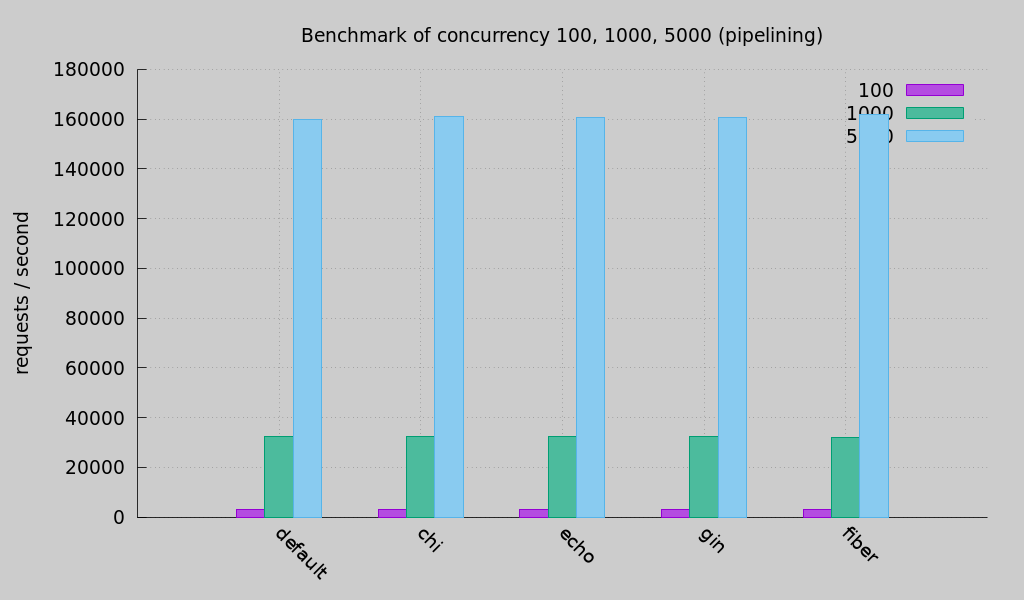 Benchmark of concurrency 100, 1000, 5000 (pipelining)
180000
160000
140000
120000
100000
80000
60000
40000
20000
0
requests / second
100
1000
default
chi
echo
gin
fiber